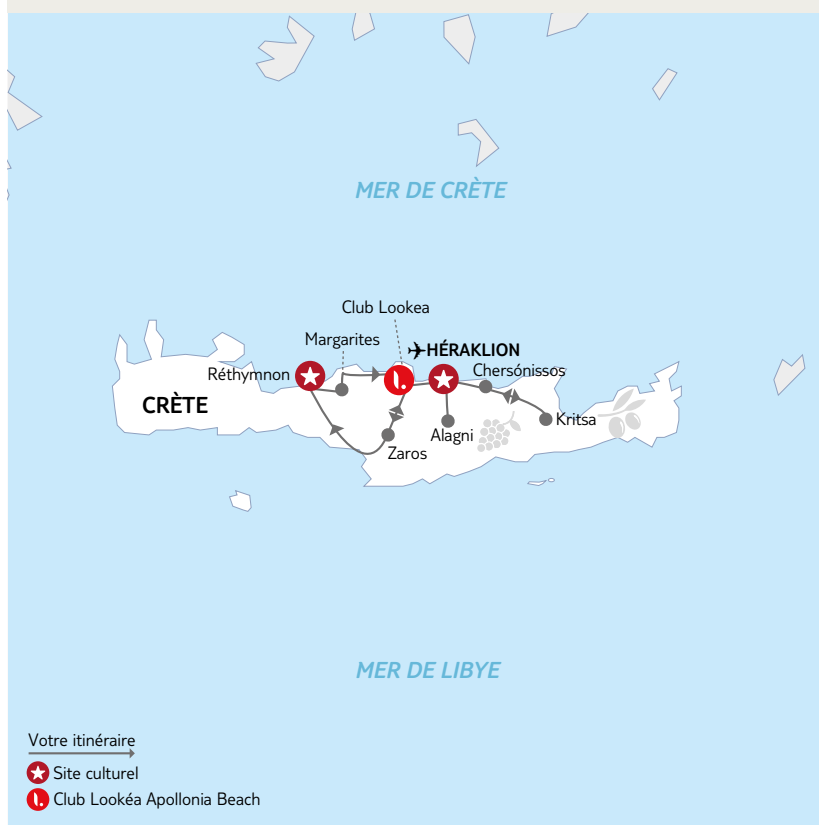 MER DE CRÈTE
Club Lookea
Margarites
HÉRAKLION
Réthymnon
Chersónissos
CRÈTE
Kritsa
Alagni
Zaros
MER DE LIBYE
Votre itinéraire
Site culturel
Club Lookéa Apollonia Beach